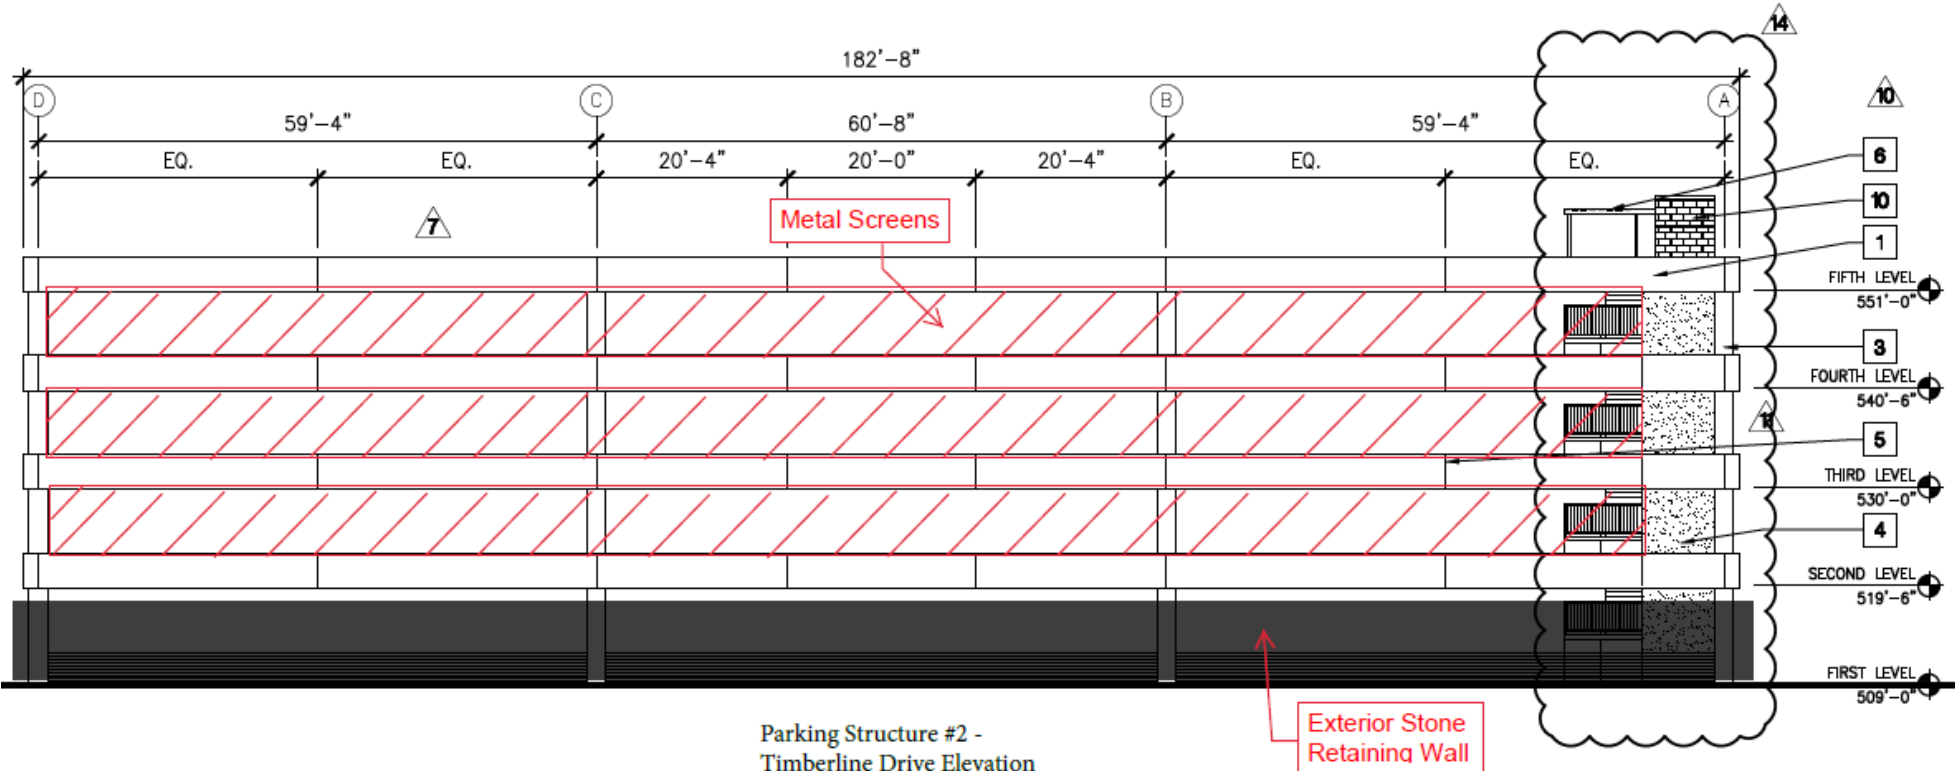 14
182'-8"
D
C
B
A
10
59'-4"
60'-8"
59'-4"
EQ.
EQ.
20'-4"
20'-0"
20'-4"
EQ.
EQ.
6
10
7
Metal Screens
1
FIFTH LEVEL
551'-0"
3
FOURTH LEVEL
540'-6"
11
5
THIRD LEVEL
530'-0"
4
SECOND LEVEL
519'-6"
FIRST LEVEL
509'-0"
Exterior Stone
Retaining Wall
Parking Structure #2 -
Timberline Drive Elevation